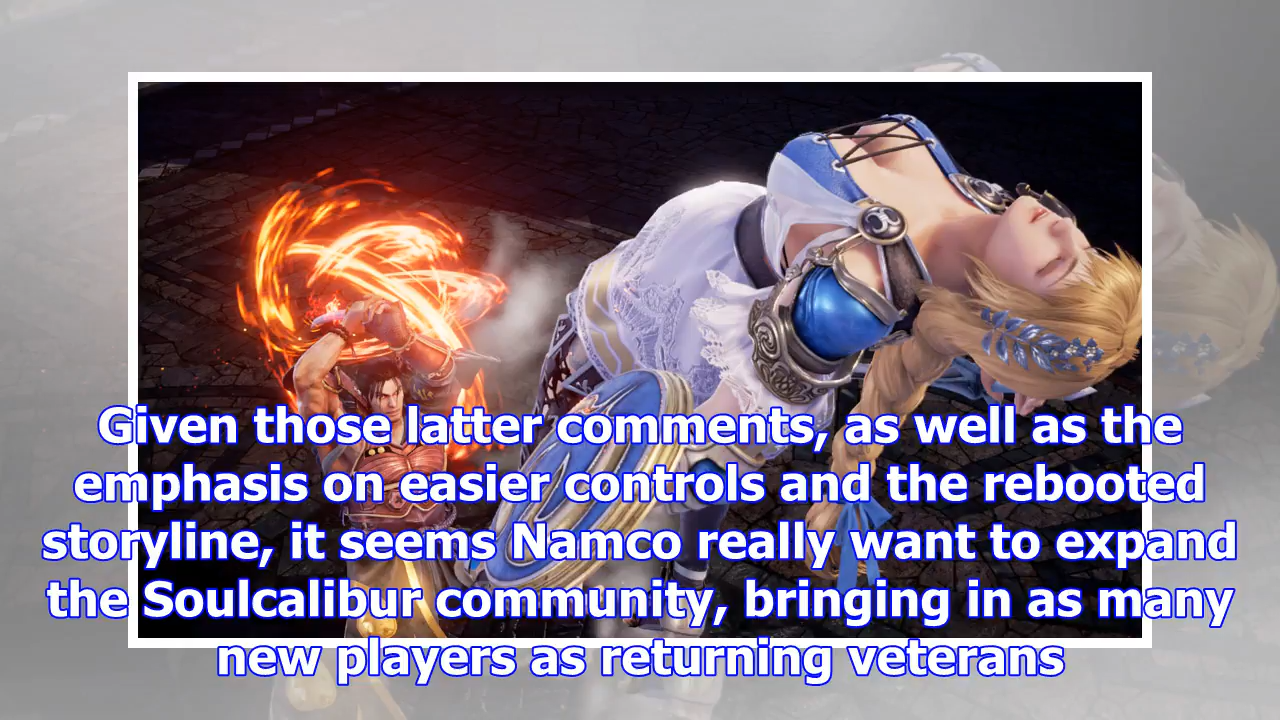 Given those latter comments, as well as the
emphasis on easier controls and the rebooted
storyline, it seems Namco really want to expand
the Soulcalibur community, bringing in as many
new players as returning veterans